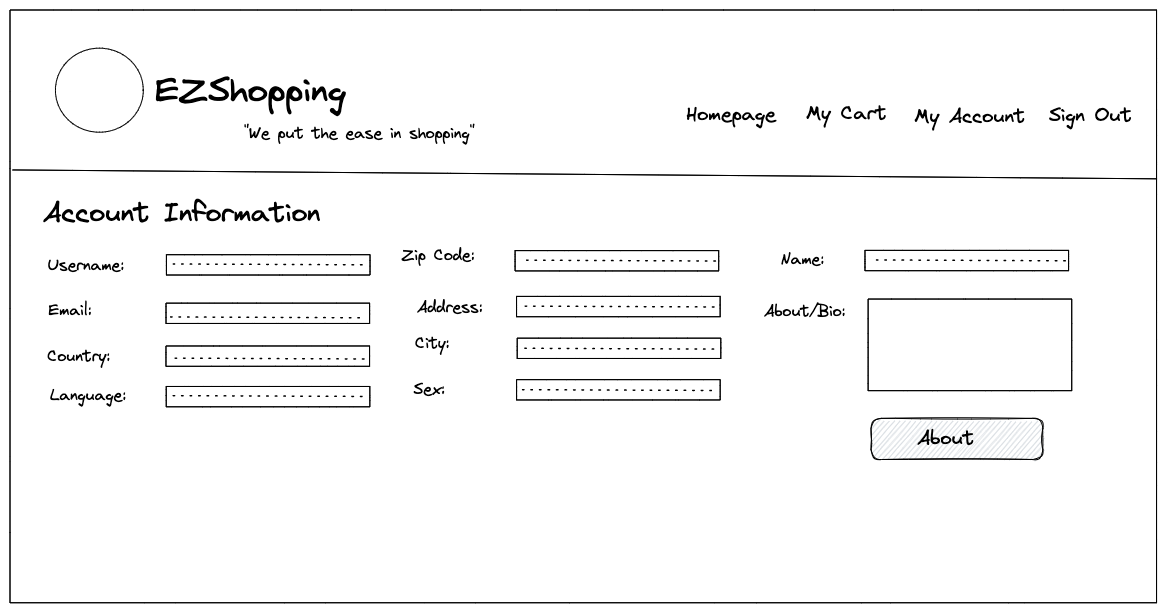 EZShopping
"We put the ease in shopping"
Homepage My Cart My Account Sign Out
Account Information
Username:
Email:
Country:
Language:
Zip Code:
Address:
City:
Sex:
Name:
About/Bio:
About